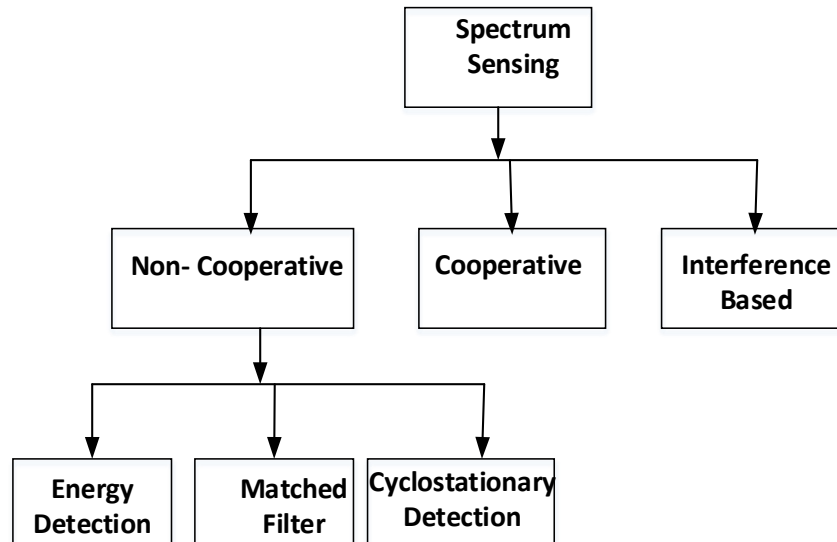 Spectrum
Sensing
Non- Cooperative
Cooperative
Interference
Based
Energy
Detection
Matched
Filter
Cyclostationary
Detection